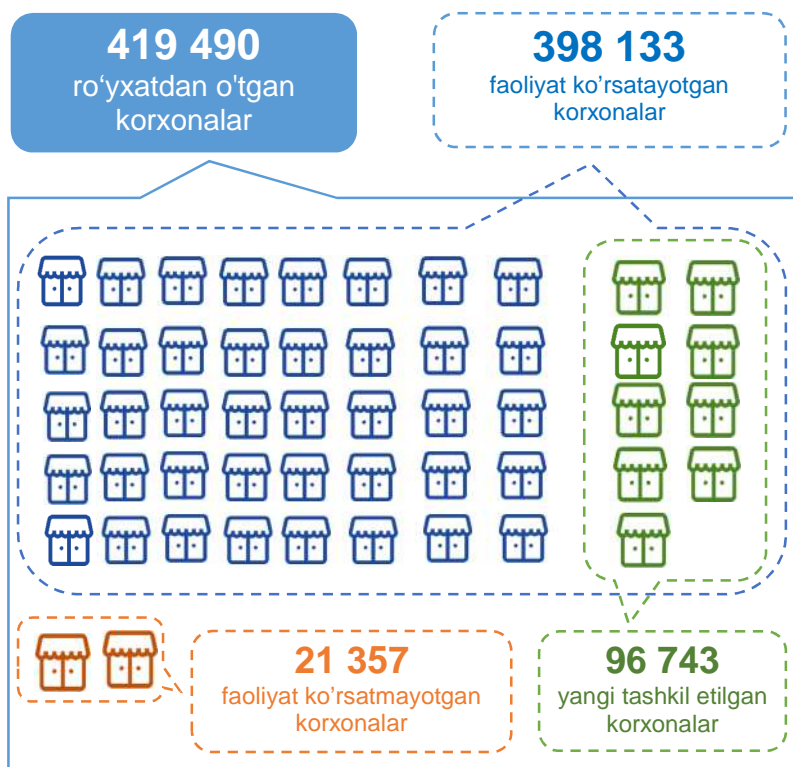 419 490
ro‘yxatdan o'tgan
korxonalar
398 133
faoliyat ko’rsatayotgan
korxonalar
21 357
faoliyat ko’rsatmayotgan
korxonalar
96 743
yangi tashkil etilgan
korxonalar